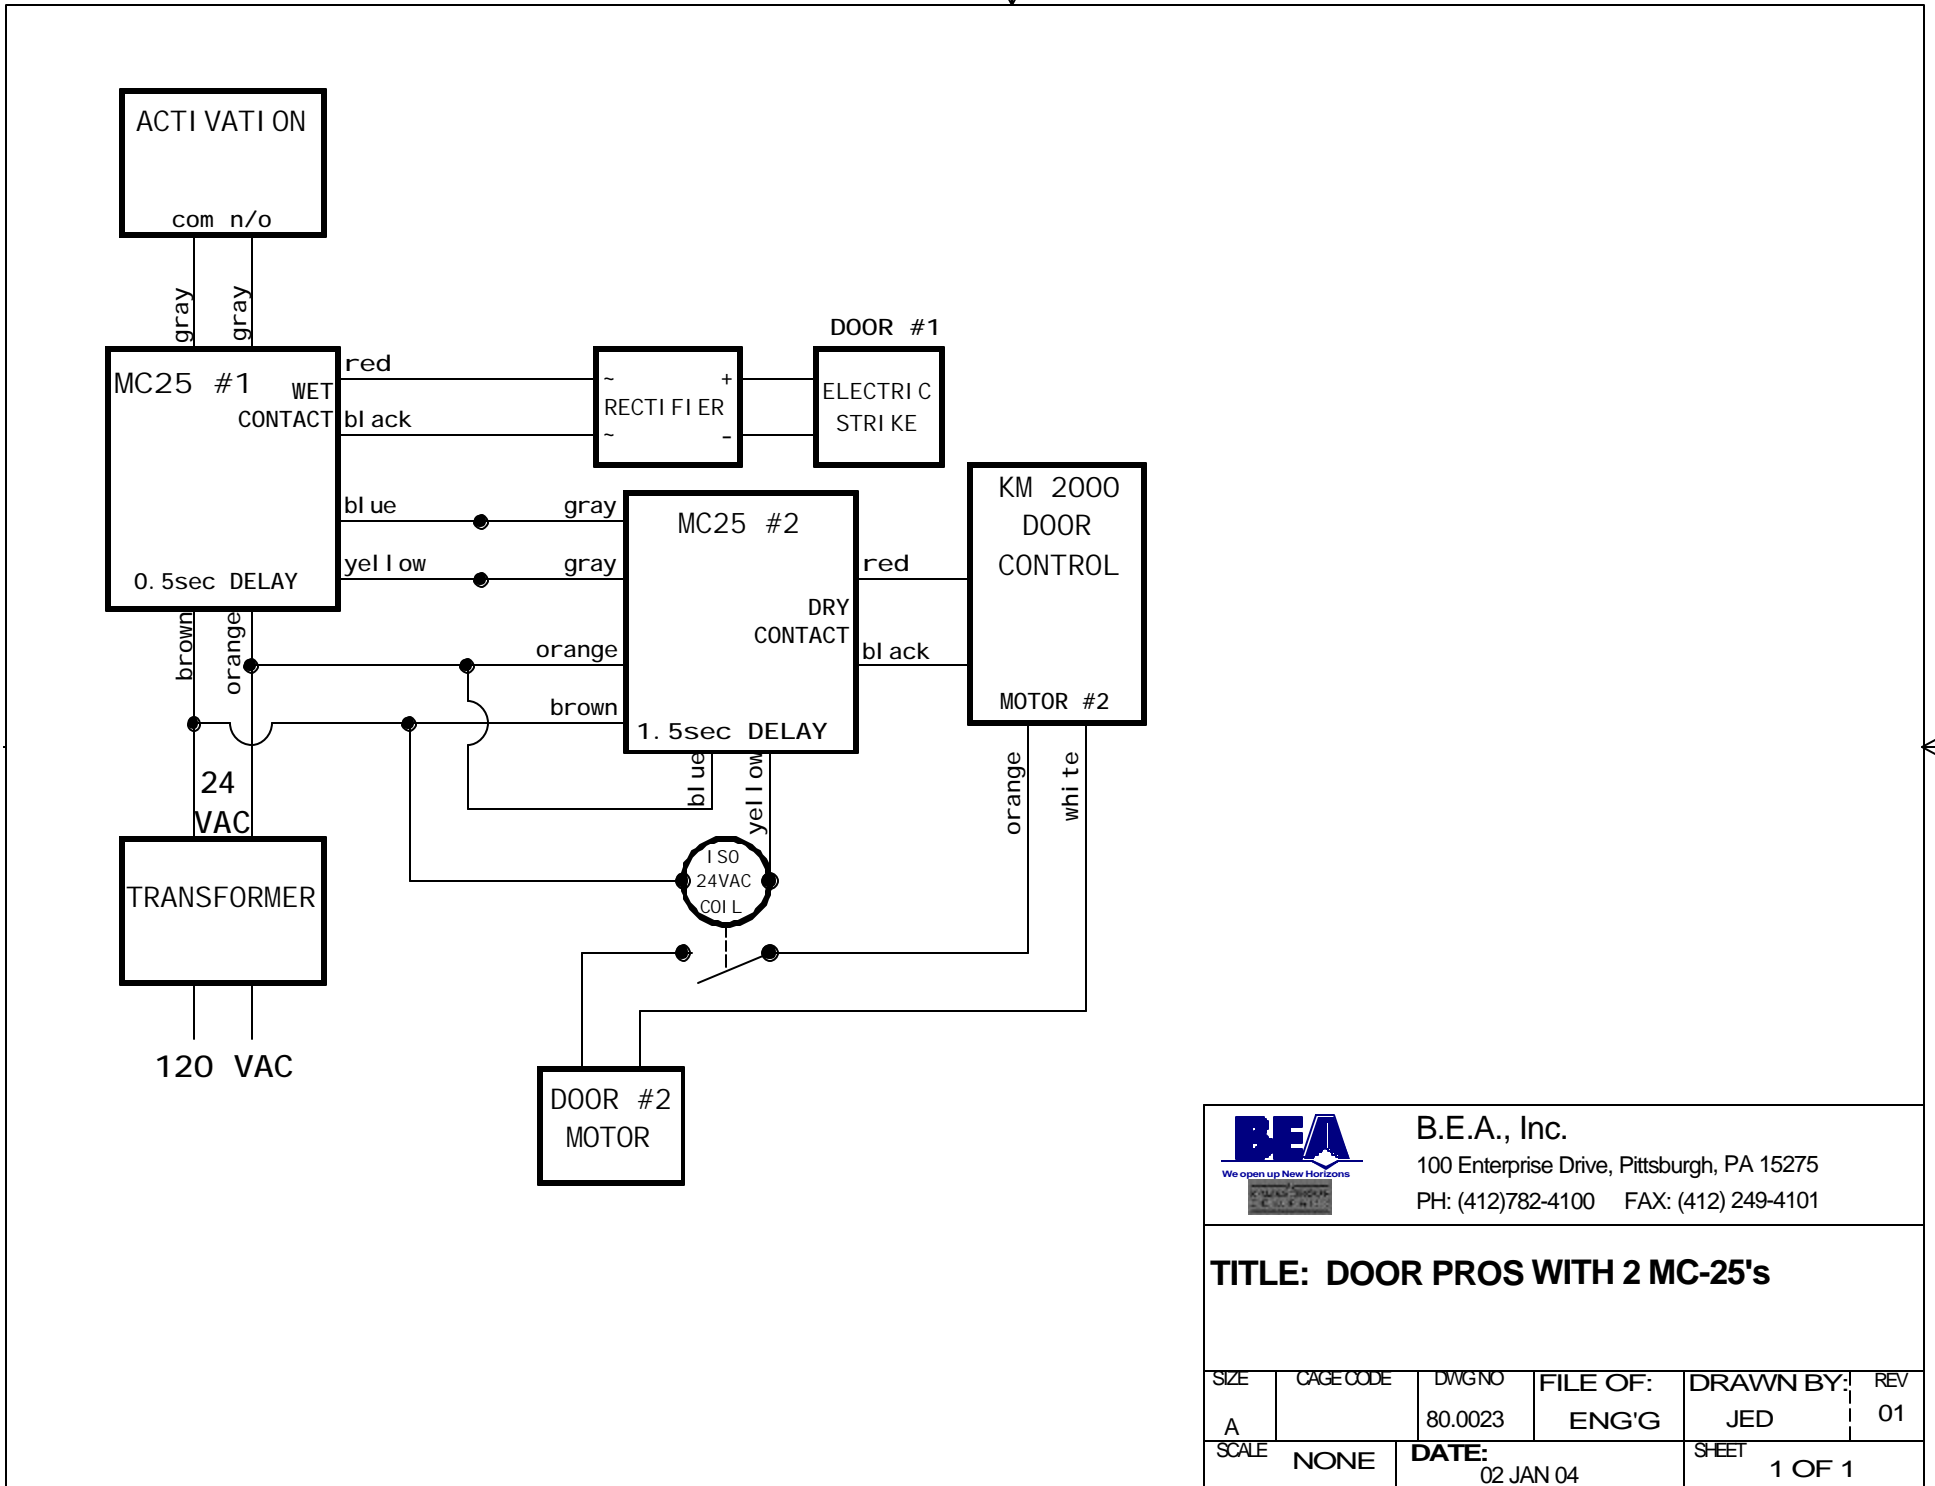 ACTIVATION
com n/o
gray
gray
DOOR #1
MC25 #1
WET
CONTACT
0.5sec DELAY
red
black
~
+
RECTIFIER
~
-
ELECTRIC
STRIKE
blue
gray
yellow
gray
MC25 #2
DRY
CONTACT
1.5sec DELAY
KM 2000
DOOR
CONTROL
MOTOR #2
red
black
brown
orange
orange
brown
blue
yellow
orange
white
24
VAC
TRANSFORMER
120 VAC
ISO
24VAC
COIL
DOOR #2
MOTOR
BEA
We open up New Horizons
B.E.A., Inc.
100 Enterprise Drive, Pittsburgh, PA 15275
PH: (412)782-4100 FAX: (412) 249-4101
TITLE: DOOR PROS WITH 2 MC-25's
SIZE
A
CAGE CODE
DWG NO
80.0023
FILE OF:
ENG'G
DRAWN BY:
JED
REV
01
SCALE
NONE
DATE:
02 JAN 04
SHEET
1 OF 1